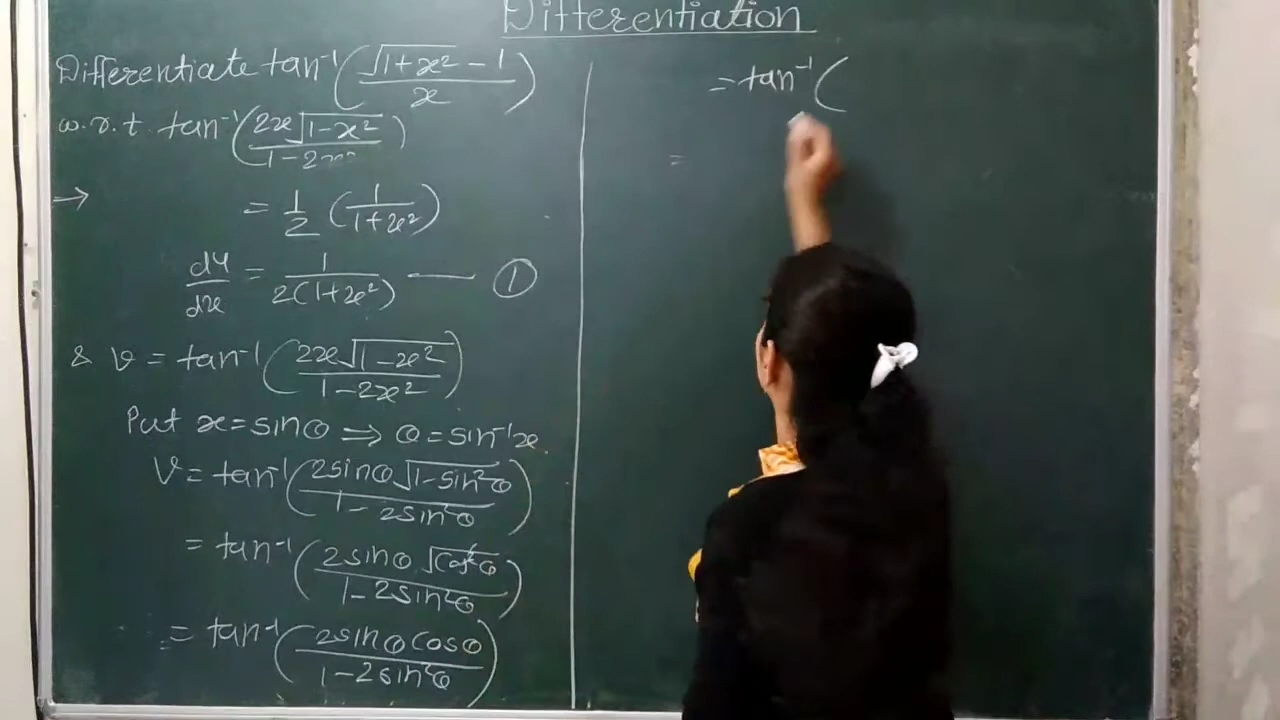 Differentiation
Differentiate tan⁻¹((√(1+x²) - 1)/x)
w.r.t. tan⁻¹((2x√(1-x²))/(1-2x²))
→ = 1/2 (1/(1+x²))
dy/dx = 1/(2(1+x²)) —— ①
& v = tan⁻¹((2x√(1-x²))/(1-2x²))
Put x = sinθ ⇒ θ = sin⁻¹x.
V = tan⁻¹((2sinθ√(1-sin²θ))/(1-2sin²θ))
= tan⁻¹((2sinθ √(cos²θ))/(1-2sin²θ))
= tan⁻¹((2sinθ cosθ)/(1-2sin²θ))
= tan⁻¹(
=